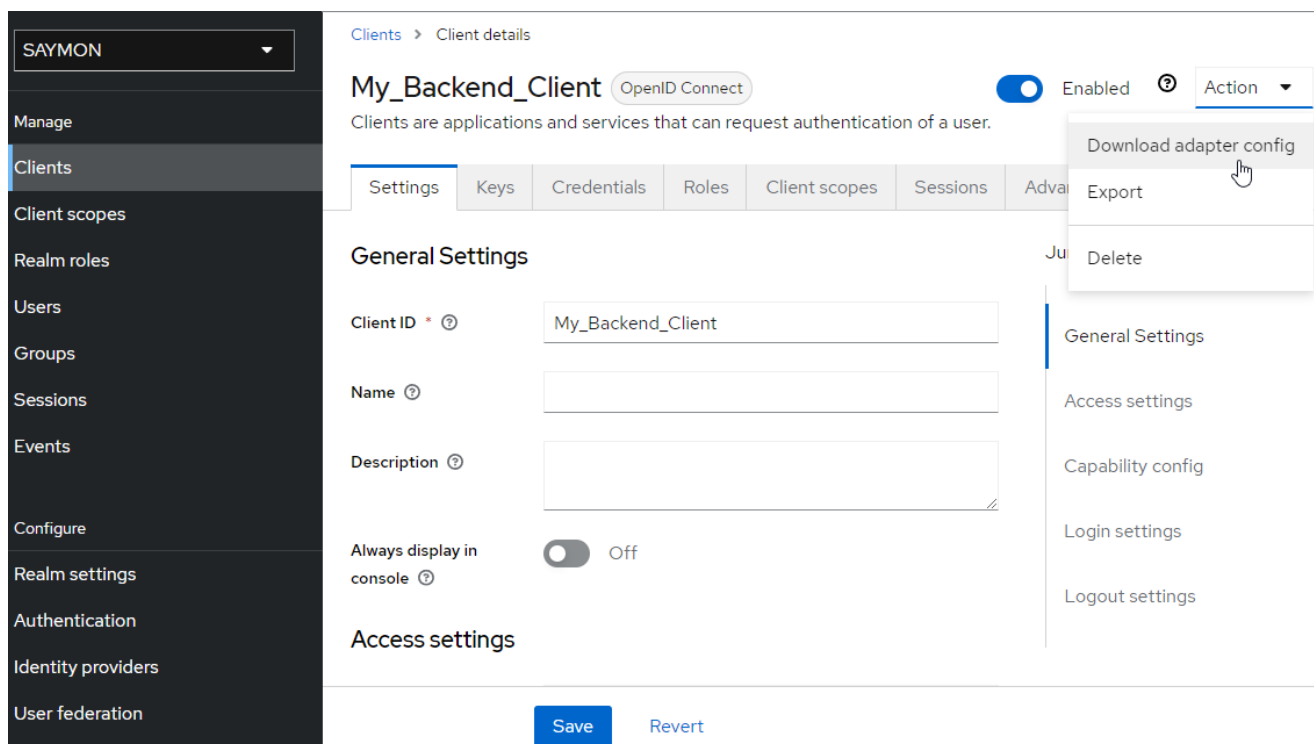 SAYMON
Manage
Clients
Client scopes
Realm roles
Users
Groups
Sessions
Events
Configure
Realm settings
Authentication
Identity providers
User federation
Clients > Client details
My_Backend_Client OpenID Connect
Enabled
Action
Clients are applications and services that can request authentication of a user.
Download adapter config
Export
Delete
Settings
Keys
Credentials
Roles
Client scopes
Sessions
General Settings
Client ID *
My_Backend_Client
Name
Description
Always display in
console
Off
Access settings
General Settings
Access settings
Capability config
Login settings
Logout settings
Save
Revert